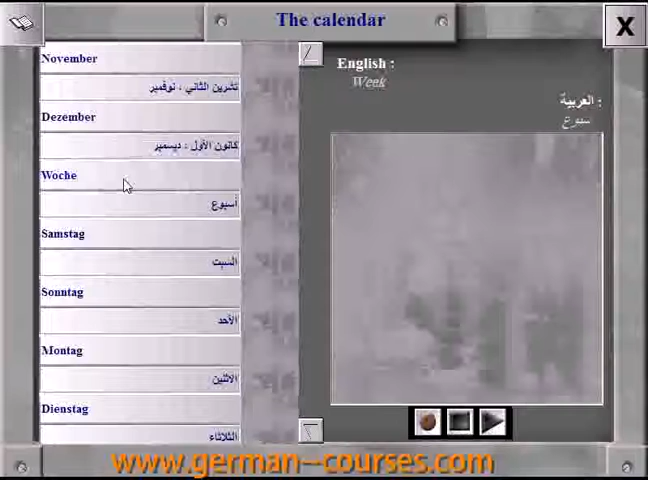 The calendar
X
November
تشرين الثاني ، نوفمبر
Dezember
كانون الأول ، ديسمبر
Woche
أسبوع
Samstag
السبت
Sonntag
الأحد
Montag
الاثنين
Dienstag
الثلاثاء
English :
Week
العربية :
سبوع
www.german--courses.com